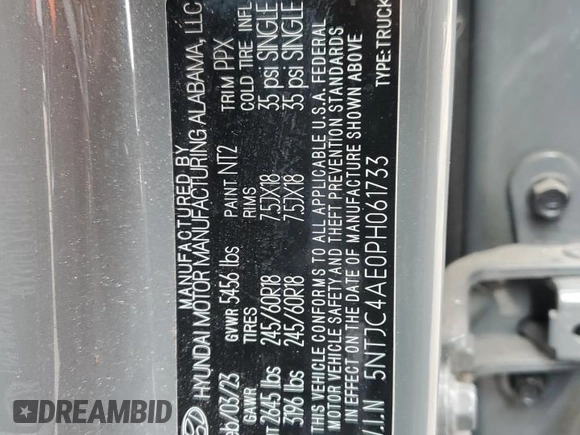 MANUFACTURED BY
HYUNDAI MOTOR MANUFACTURING ALABAMA, LLC
eb/03/23 GVWR 5456 lbs PAINT NT2 TRIM PPX
GAWR TIRES RIMS COLD TIRE INFL
NT 2645 lbs 245/60R18 7.5JX18 35 psi SINGLE
3196 lbs 245/60R18 7.5JX18 35 psi SINGLE
THIS VEHICLE CONFORMS TO ALL APPLICABLE U.S.A. FEDERAL
MOTOR VEHICLE SAFETY AND THEFT PREVENTION STANDARDS
IN EFFECT ON THE DATE OF MANUFACTURE SHOWN ABOVE
V.I.N 5NTJC4AE0PH061733 TYPE:TRUCK
DREAMBID